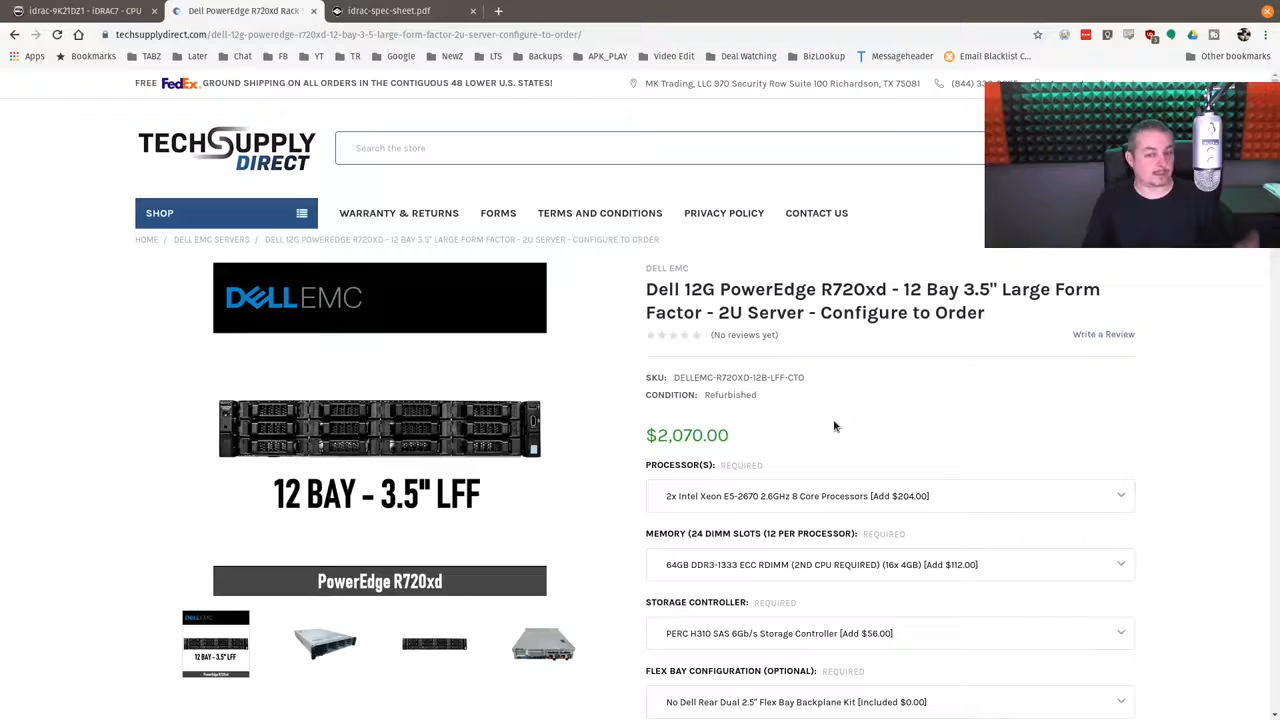 idrac-9K21DZ1 - iDRAC7 - CPU
Dell PowerEdge R720xd Rack S
idrac-spec-sheet.pdf
techsupplydirect.com/dell-12g-poweredge-r720xd-12-bay-3-5-large-form-factor-2u-server-configure-to-order/
Apps
Bookmarks
TABZ
Later
Chat
FB
YT
TR
Google
NewZ
LTS
Backups
APK_PLAY
Video Edit
Deal Watching
BizLookup
Messageheader
Email Blacklist C...
Other bookmarks
FREE FedEx. GROUND SHIPPING ON ALL ORDERS IN THE CONTIGUOUS 48 LOWER U.S. STATES!
MK Trading, LLC 970 Security Row Suite 100 Richardson, TX 75081
(844)
TECHSUPPLY
DIRECT
Search the store
SHOP
WARRANTY & RETURNS
FORMS
TERMS AND CONDITIONS
PRIVACY POLICY
CONTACT US
HOME / DELL EMC SERVERS / DELL 12G POWEREDGE R720XD - 12 BAY 3.5" LARGE FORM FACTOR - 2U SERVER - CONFIGURE TO ORDER
DELL EMC
12 BAY - 3.5" LFF
PowerEdge R720xd
DELL EMC
12 BAY - 3.5" LFF
PowerEdge R720xd
DELL EMC
Dell 12G PowerEdge R720xd - 12 Bay 3.5" Large Form
Factor - 2U Server - Configure to Order
(No reviews yet)
Write a Review
SKU: DELLEMC-R720XD-12B-LFF-CTO
CONDITION: Refurbished
$2,070.00
PROCESSOR(S): REQUIRED
2x Intel Xeon E5-2670 2.6GHz 8 Core Processors [Add $204.00]
MEMORY (24 DIMM SLOTS (12 PER PROCESSOR): REQUIRED
64GB DDR3-1333 ECC RDIMM (2ND CPU REQUIRED) (16x 4GB) [Add $112.00]
STORAGE CONTROLLER: REQUIRED
PERC H310 SAS 6Gb/s Storage Controller [Add $56.00]
FLEX BAY CONFIGURATION (OPTIONAL): REQUIRED
No Dell Rear Dual 2.5" Flex Bay Backplane Kit [Included $0.00]